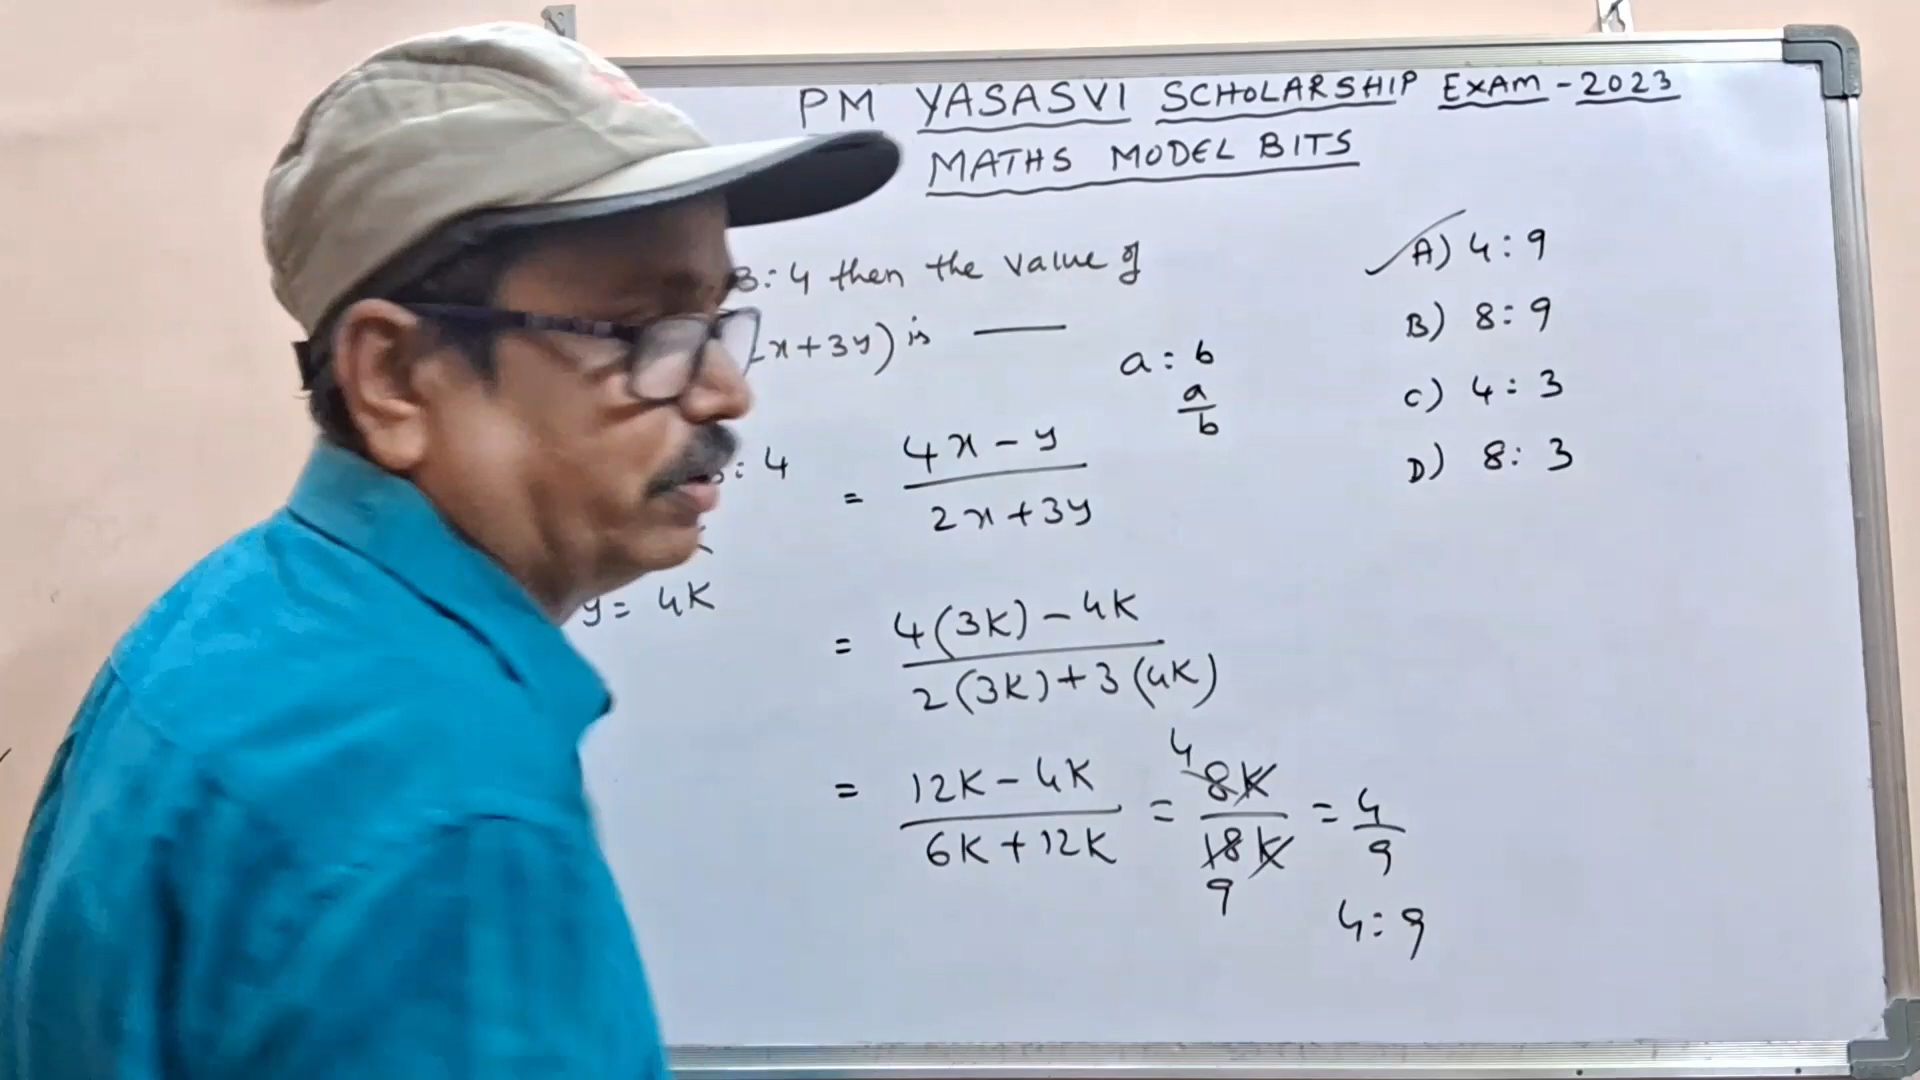 PM YASASVI SCHOLARSHIP EXAM - 2023
MATHS MODEL BITS
3:4 then the value of
x+3y) is ____
A) 4:9
B) 8:9
C) 4:3
D) 8:3
a:b
a/b
:4
y = 4K
= (4x - y)/(2x + 3y)
= (4(3K) - 4K)/(2(3K) + 3(4K))
= (12K - 4K)/(6K + 12K) = 4 8K/18K 9 = 4/9
4:9